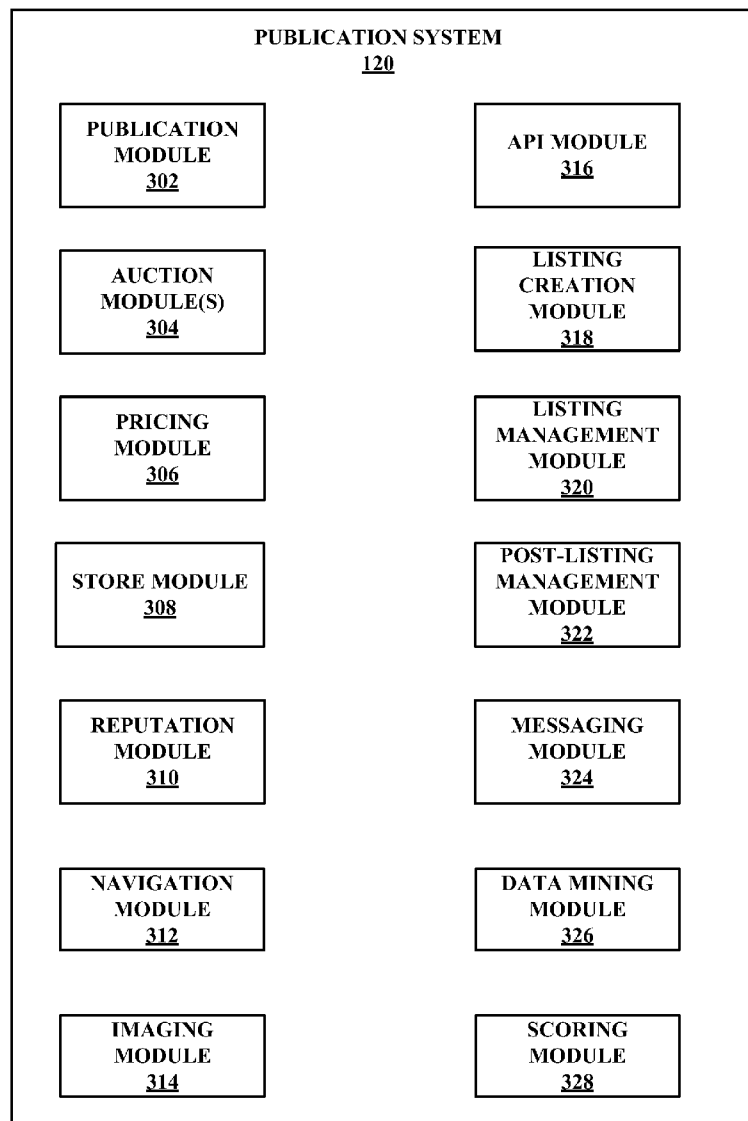 PUBLICATION SYSTEM
120
PUBLICATION
MODULE
302
API MODULE
316
AUCTION
MODULE(S)
304
LISTING
CREATION
MODULE
318
PRICING
MODULE
306
LISTING
MANAGEMENT
MODULE
320
STORE MODULE
308
POST-LISTING
MANAGEMENT
MODULE
322
REPUTATION
MODULE
310
MESSAGING
MODULE
324
NAVIGATION
MODULE
312
DATA MINING
MODULE
326
IMAGING
MODULE
314
SCORING
MODULE
328